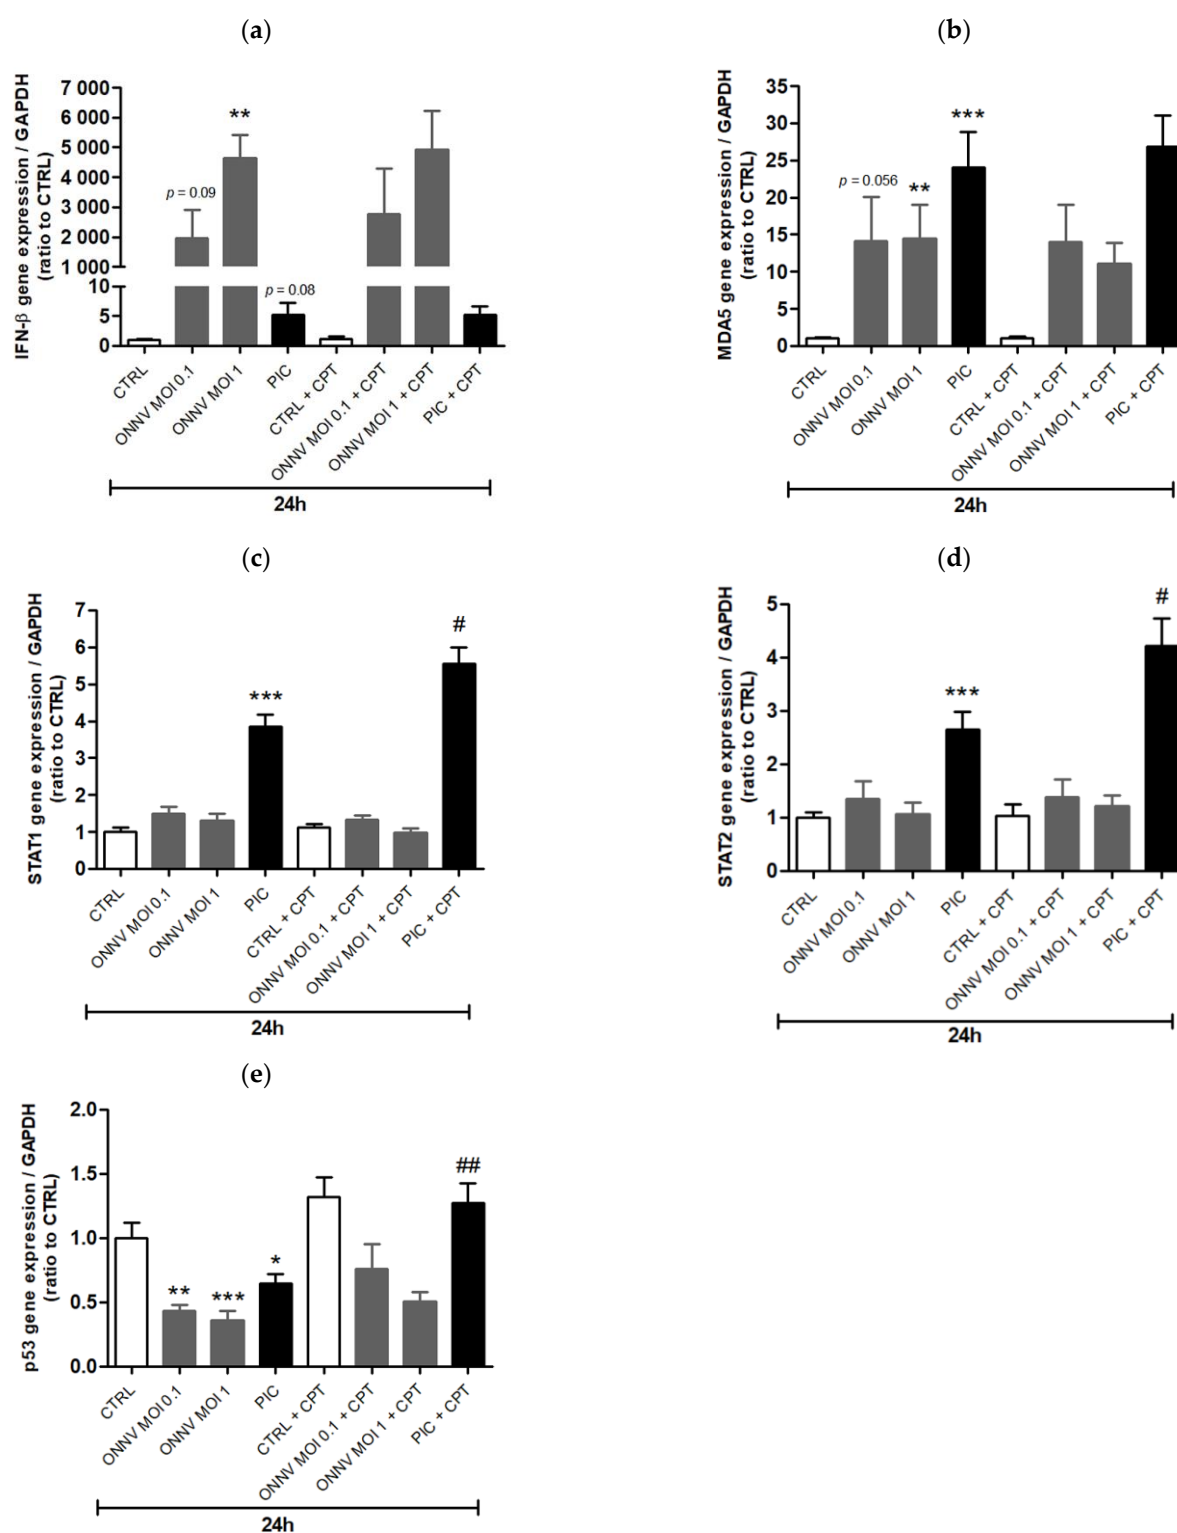 (a)
IFN-β gene expression / GAPDH
(ratio to CTRL)
7 000
6 000
5 000
4 000
3 000
2 000
1 000
10
5
0
p = 0.09
**
p = 0.08
CTRL
ONNV MOI 0.1
ONNV MOI 1
PIC
CTRL + CPT
ONNV MOI 0.1 + CPT
ONNV MOI 1 + CPT
PIC + CPT
24h
(b)
MDA5 gene expression / GAPDH
(ratio to CTRL)
35
30
25
20
15
10
5
0
p = 0.056
**
***
CTRL
ONNV MOI 0.1
ONNV MOI 1
PIC
CTRL + CPT
ONNV MOI 0.1 + CPT
ONNV MOI 1 + CPT
PIC + CPT
24h
(c)
STAT1 gene expression / GAPDH
(ratio to CTRL)
7
6
5
4
3
2
1
0
***
#
CTRL
ONNV MOI 0.1
ONNV MOI 1
PIC
CTRL + CPT
ONNV MOI 0.1 + CPT
ONNV MOI 1 + CPT
PIC + CPT
24h
(d)
STAT2 gene expression / GAPDH
(ratio to CTRL)
5
4
3
2
1
0
***
#
CTRL
ONNV MOI 0.1
ONNV MOI 1
PIC
CTRL + CPT
ONNV MOI 0.1 + CPT
ONNV MOI 1 + CPT
PIC + CPT
24h
(e)
p53 gene expression / GAPDH
(ratio to CTRL)
2.0
1.5
1.0
0.5
0.0
**
***
*
##
CTRL
ONNV MOI 0.1
ONNV MOI 1
PIC
CTRL + CPT
ONNV MOI 0.1 + CPT
ONNV MOI 1 + CPT
PIC + CPT
24h